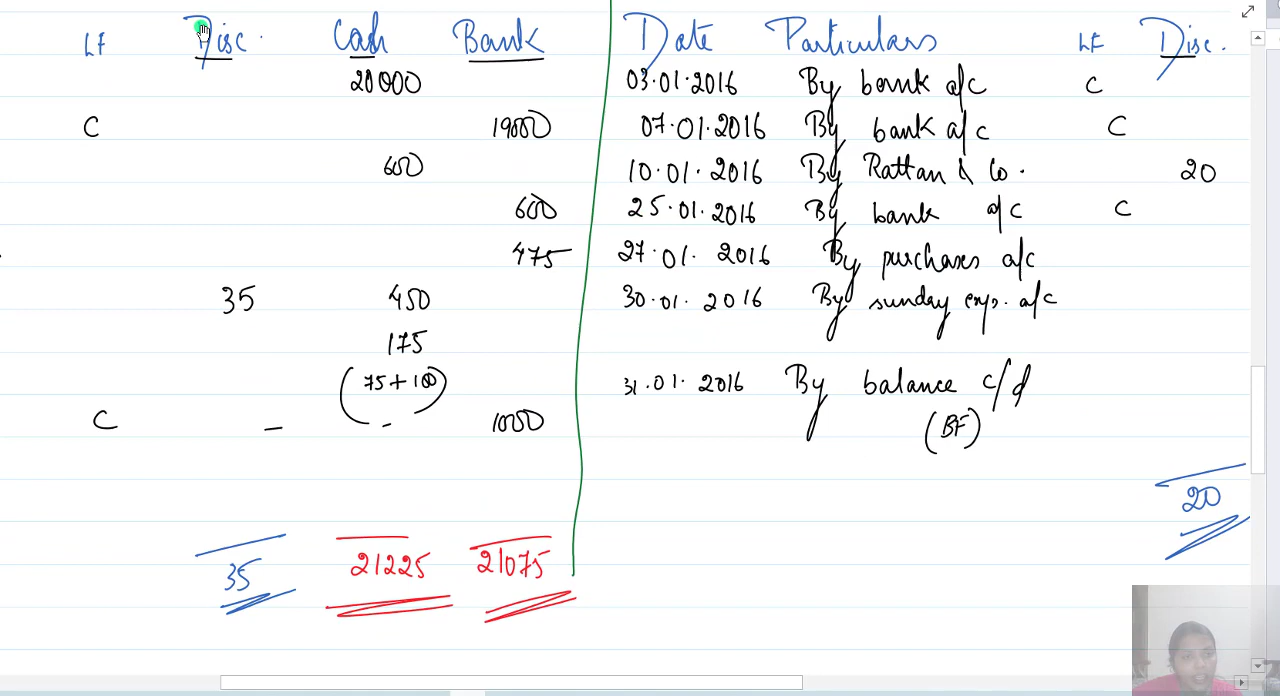 LF Disc. Cash Bank Date Particulars LF Disc.
20000 03.01.2016 By bank a/c C
C 19000 07.01.2016 By bank a/c C
600 10.01.2016 By Rattan & Co. 20
600 25.01.2016 By bank a/c C
475 27.01.2016 By purchases a/c
35 450 30.01.2016 By sunday exp. a/c
175
(75+100) 31.01.2016 By balance c/d
C - - 1000 (BF)
20
35 21225 21075